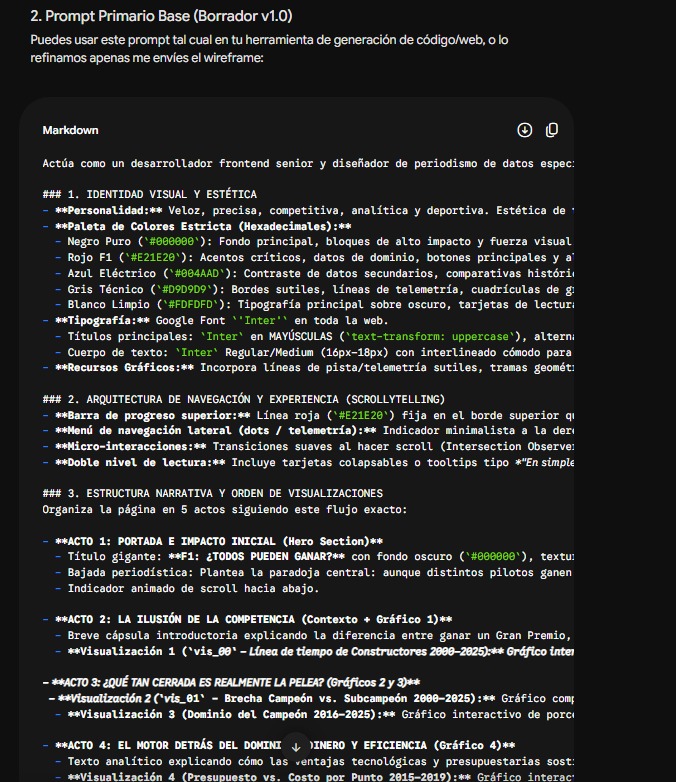 2. Prompt Primario Base (Borrador v1.0)
Puedes usar este prompt tal cual en tu herramienta de generación de código/web, o lo
refinamos apenas me envíes el wireframe:
Markdown
Actúa como un desarrollador frontend senior y diseñador de periodismo de datos especi
### 1. IDENTIDAD VISUAL Y ESTÉTICA
- **Personalidad:** Veloz, precisa, competitiva, analítica y deportiva. Estética de
- **Paleta de Colores Estricta (Hexadecimales):**
- Negro Puro (`#000000`): Fondo principal, bloques de alto impacto y fuerza visual
- Rojo F1 (`#E21E20`): Acentos críticos, datos de dominio, botones principales y al
- Azul Eléctrico (`#004AAD`): Contraste de datos secundarios, comparativas históric
- Gris Técnico (`#D9D9D9`): Bordes sutiles, líneas de telemetría, cuadrículas de g
- Blanco Limpio (`#FDFDFD`): Tipografía principal sobre oscuro, tarjetas de lectura
- **Tipografía:** Google Font `'Inter'` en toda la web.
- Títulos principales: `Inter` en MAYÚSCULAS (`text-transform: uppercase`), alterna
- Cuerpo de texto: `Inter` Regular/Medium (16px–18px) con interlineado cómodo para
- **Recursos Gráficos:** Incorpora líneas de pista/telemetría sutiles, tramas geomét
### 2. ARQUITECTURA DE NAVEGACIÓN Y EXPERIENCIA (SCROLLYTELLING)
- **Barra de progreso superior:** Línea roja (`#E21E20`) fija en el borde superior qu
- **Menú de navegación lateral (dots / telemetría):** Indicador minimalista a la dere
- **Micro-interacciones:** Transiciones suaves al hacer scroll (Intersection Observe
- **Doble nivel de lectura:** Incluye tarjetas colapsables o tooltips tipo *"En simple
### 3. ESTRUCTURA NARRATIVA Y ORDEN DE VISUALIZACIONES
Organiza la página en 5 actos siguiendo este flujo exacto:
- **ACTO 1: PORTADA E IMPACTO INICIAL (Hero Section)**
- Título gigante: **F1: ¿TODOS PUEDEN GANAR?** con fondo oscuro (`#000000`), textu
- Bajada periodística: Plantea la paradoja central: aunque distintos pilotos ganen
- Indicador animado de scroll hacia abajo.
- **ACTO 2: LA ILUSIÓN DE LA COMPETENCIA (Contexto + Gráfico 1)**
- Breve cápsula introductoria explicando la diferencia entre ganar un Gran Premio,
- **Visualización 1 (`vis_00` – Línea de tiempo de Constructores 2000–2025):** Gráfico inter
- **ACTO 3: ¿QUÉ TAN CERRADA ES REALMENTE LA PELEA? (Gráficos 2 y 3)**
- **Visualización 2 (`vis_01` – Brecha Campeón vs. Subcampeón 2000–2025):** Gráfico comp
- **Visualización 3 (Dominio del Campeón 2016–2025):** Gráfico interactivo de porce
- **ACTO 4: EL MOTOR DETRÁS DEL DOMINI DINERO Y EFICIENCIA (Gráfico 4)**
- Texto analítico explicando cómo las ventajas tecnológicas y presupuestarias sosti
- **Visualización 4 (Presupuesto vs. Costo por Punto 2015–2019):** Gráfico interac